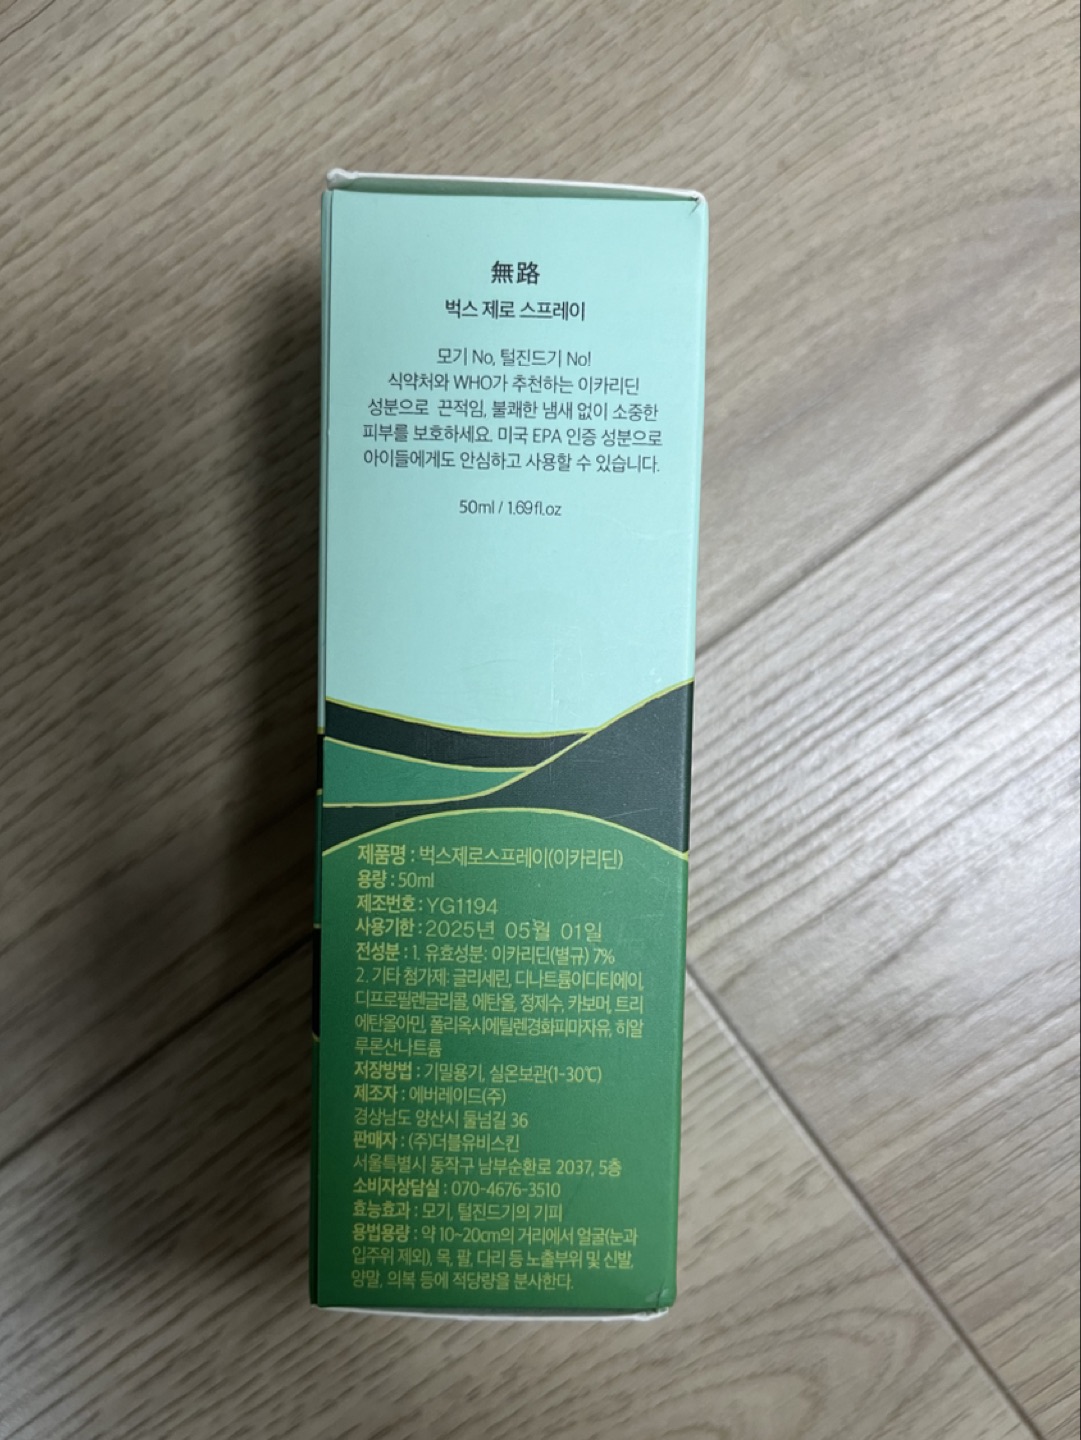 無路
벅스 제로 스프레이
모기 No, 털진드기 No!
식약처와 WHO가 추천하는 이카리딘
성분으로 끈적임, 불쾌한 냄새 없이 소중한
피부를 보호하세요. 미국 EPA 인증 성분으로
아이들에게도 안심하고 사용할 수 있습니다.
50ml / 1.69fl.oz
제품명 : 벅스제로스프레이(이카리딘)
용량 : 50ml
제조번호 : YG1194
사용기한 : 2025년 05월 01일
전성분 : 1. 유효성분: 이카리딘(별규) 7%
2. 기타 첨가제: 글리세린, 디나트륨이디티에이,
디프로필렌글리콜, 에탄올, 정제수, 카보머, 트리
에탄올아민, 폴리옥시에틸렌경화피마자유, 히알
루론산나트륨
저장방법 : 기밀용기, 실온보관(1-30℃)
제조자 : 에버레이드(주)
경상남도 양산시 둘넘길 36
판매자 : (주)더블유비스킨
서울특별시 동작구 남부순환로 2037, 5층
소비자상담실 : 070-4676-3510
효능효과 : 모기, 털진드기의 기피
용법용량 : 약 10~20cm의 거리에서 얼굴(눈과
입주위 제외), 목, 팔, 다리 등 노출부위 및 신발,
양말, 의복 등에 적당량을 분사한다.